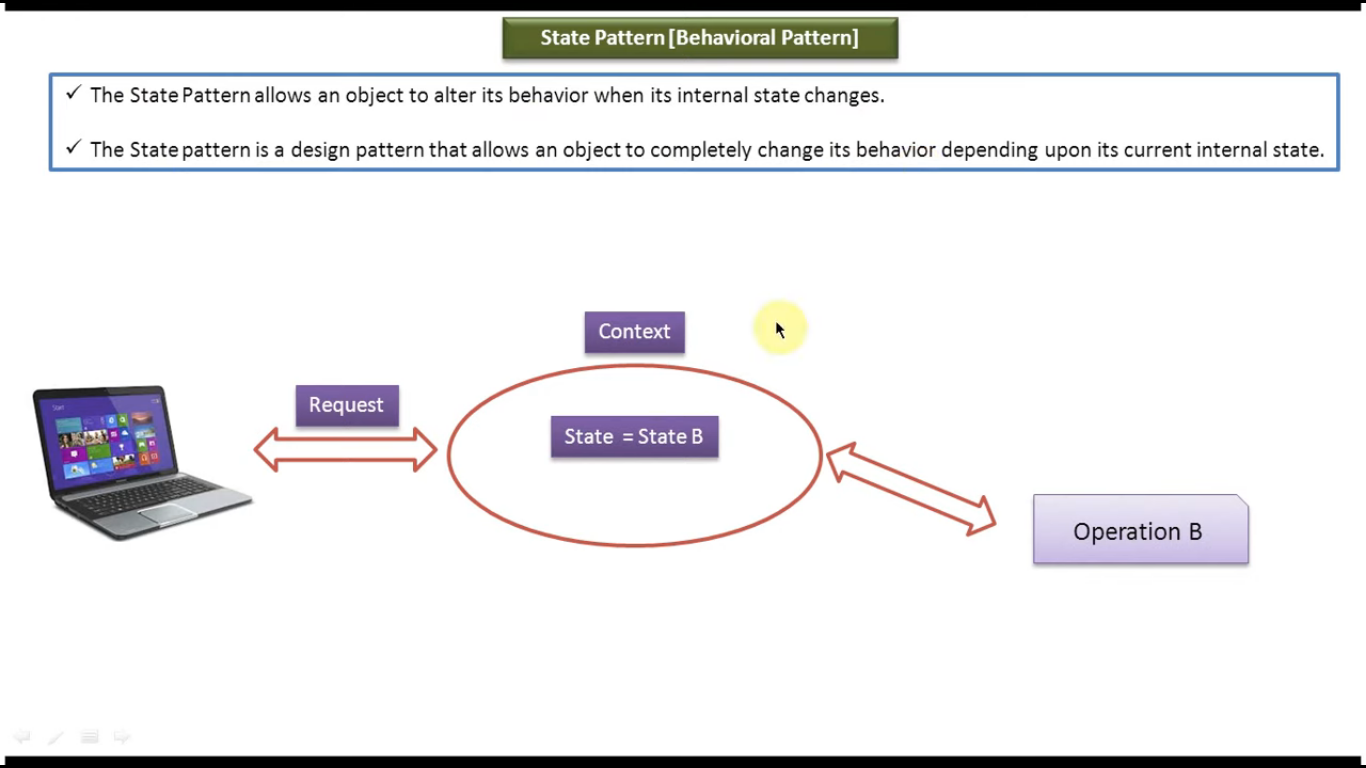 State Pattern [Behavioral Pattern]
✓ The State Pattern allows an object to alter its behavior when its internal state changes.
✓ The State pattern is a design pattern that allows an object to completely change its behavior depending upon its current internal state.
Context
Request
Start
State = State B
Operation B